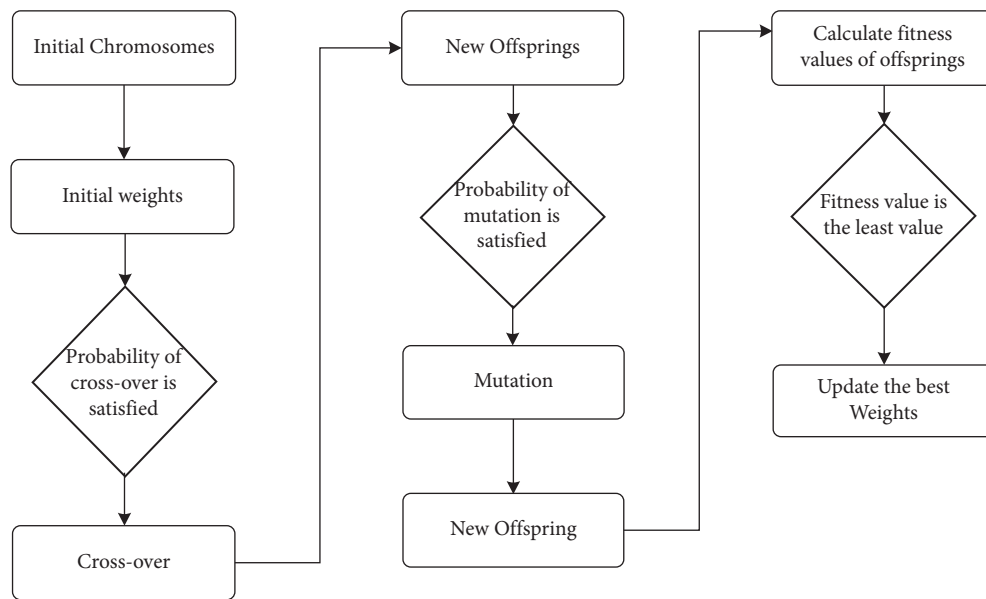 Initial Chromosomes
Initial weights
Probability of
cross-over is
satisfied
Cross-over
New Offsprings
Probability of
mutation is
satisfied
Mutation
New Offspring
Calculate fitness
values of offsprings
Fitness value is
the least value
Update the best
Weights